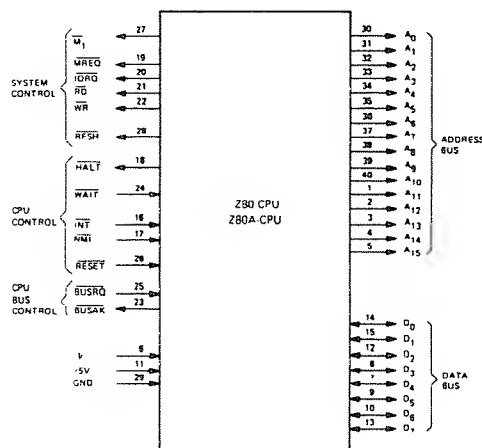 SYSTEM
CONTROL
M1 27
MREQ 19
IORQ 20
RD 21
WR 22
RFSH 28
CPU
CONTROL
HALT 18
WAIT 24
INT 16
NMI 17
RESET 26
CPU
BUS
CONTROL
BUSRQ 25
BUSAK 23
6
+5V 11
GND 29
Z80 CPU
Z80A-CPU
30 A0
31 A1
32 A2
33 A3
34 A4
35 A5
36 A6
37 A7
38 A8
39 A9
40 A10
1 A11
2 A12
3 A13
4 A14
5 A15
ADDRESS
BUS
14 D0
15 D1
12 D2
8 D3
7 D4
9 D5
10 D6
13 D7
DATA
BUS